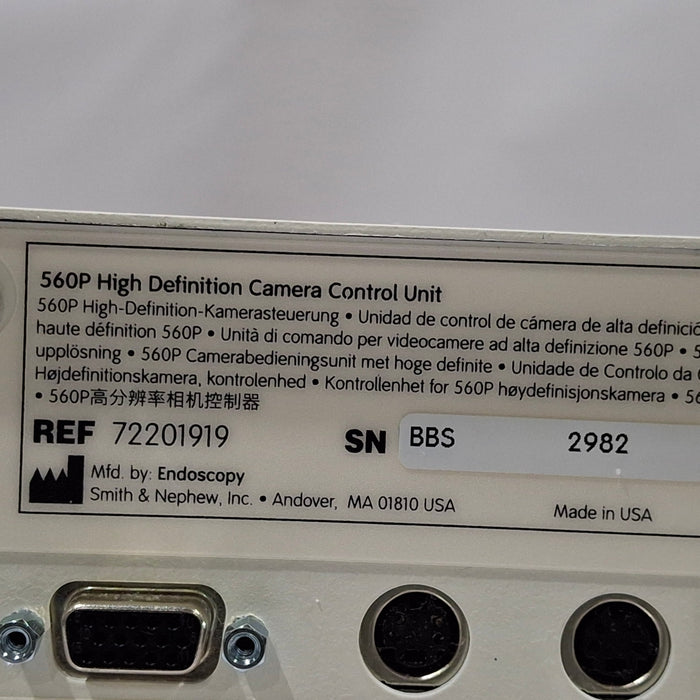 560P High Definition Camera Control Unit
560P High-Definition-Kamerasteuerung • Unidad de control de cámara de alta definició
haute définition 560P • Unità di comando per videocamere ad alta definizione 560P • 5
upplösning • 560P Camerabedieningsunit met hoge definitie • Unidade de Controlo da
Højdefinitionskamera, kontrolenhed • Kontrollenhet for 560P høydefinisjonskamera • 56
• 560P高分辨率相机控制器
REF 72201919 SN BBS 2982
Mfd. by: Endoscopy
Smith & Nephew, Inc. • Andover, MA 01810 USA Made in USA